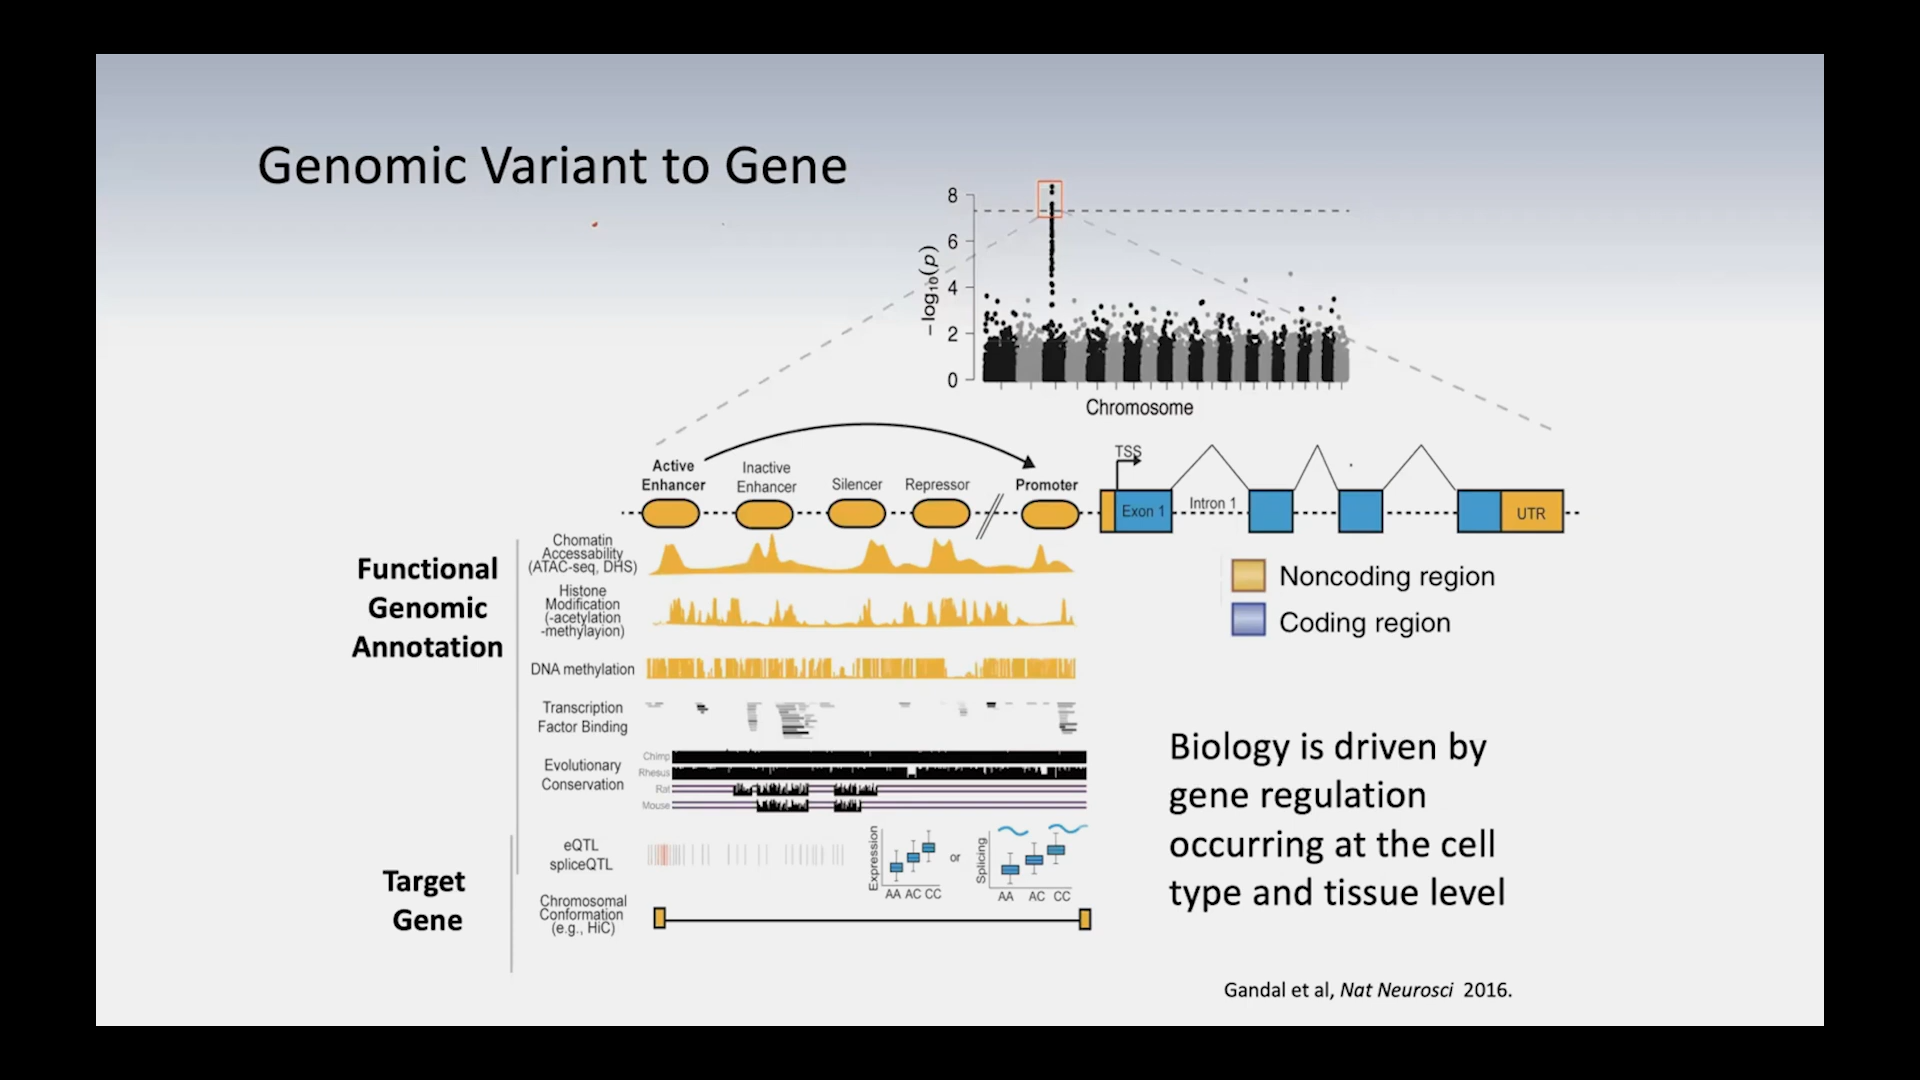 Genomic Variant to Gene
8
6
4
2
0
−log10(p)
Chromosome
Active
Enhancer
Inactive
Enhancer
Silencer
Repressor
Promoter
TSS
Exon 1
Intron 1
UTR
Functional
Genomic
Annotation
Chomatin
Accessability
(ATAC-seq, DHS)
Histone
Modification
(-acetylation
-methylayion)
DNA methylation
Transcription
Factor Binding
Evolutionary
Conservation
Chimp
Rhesus
Rat
Mouse
Noncoding region
Coding region
Biology is driven by
gene regulation
occurring at the cell
type and tissue level
Target
Gene
eQTL
spliceQTL
Expression
AA AC CC
or
Splicing
AA AC CC
Chromosomal
Conformation
(e.g., HiC)
Gandal et al, Nat Neurosci 2016.